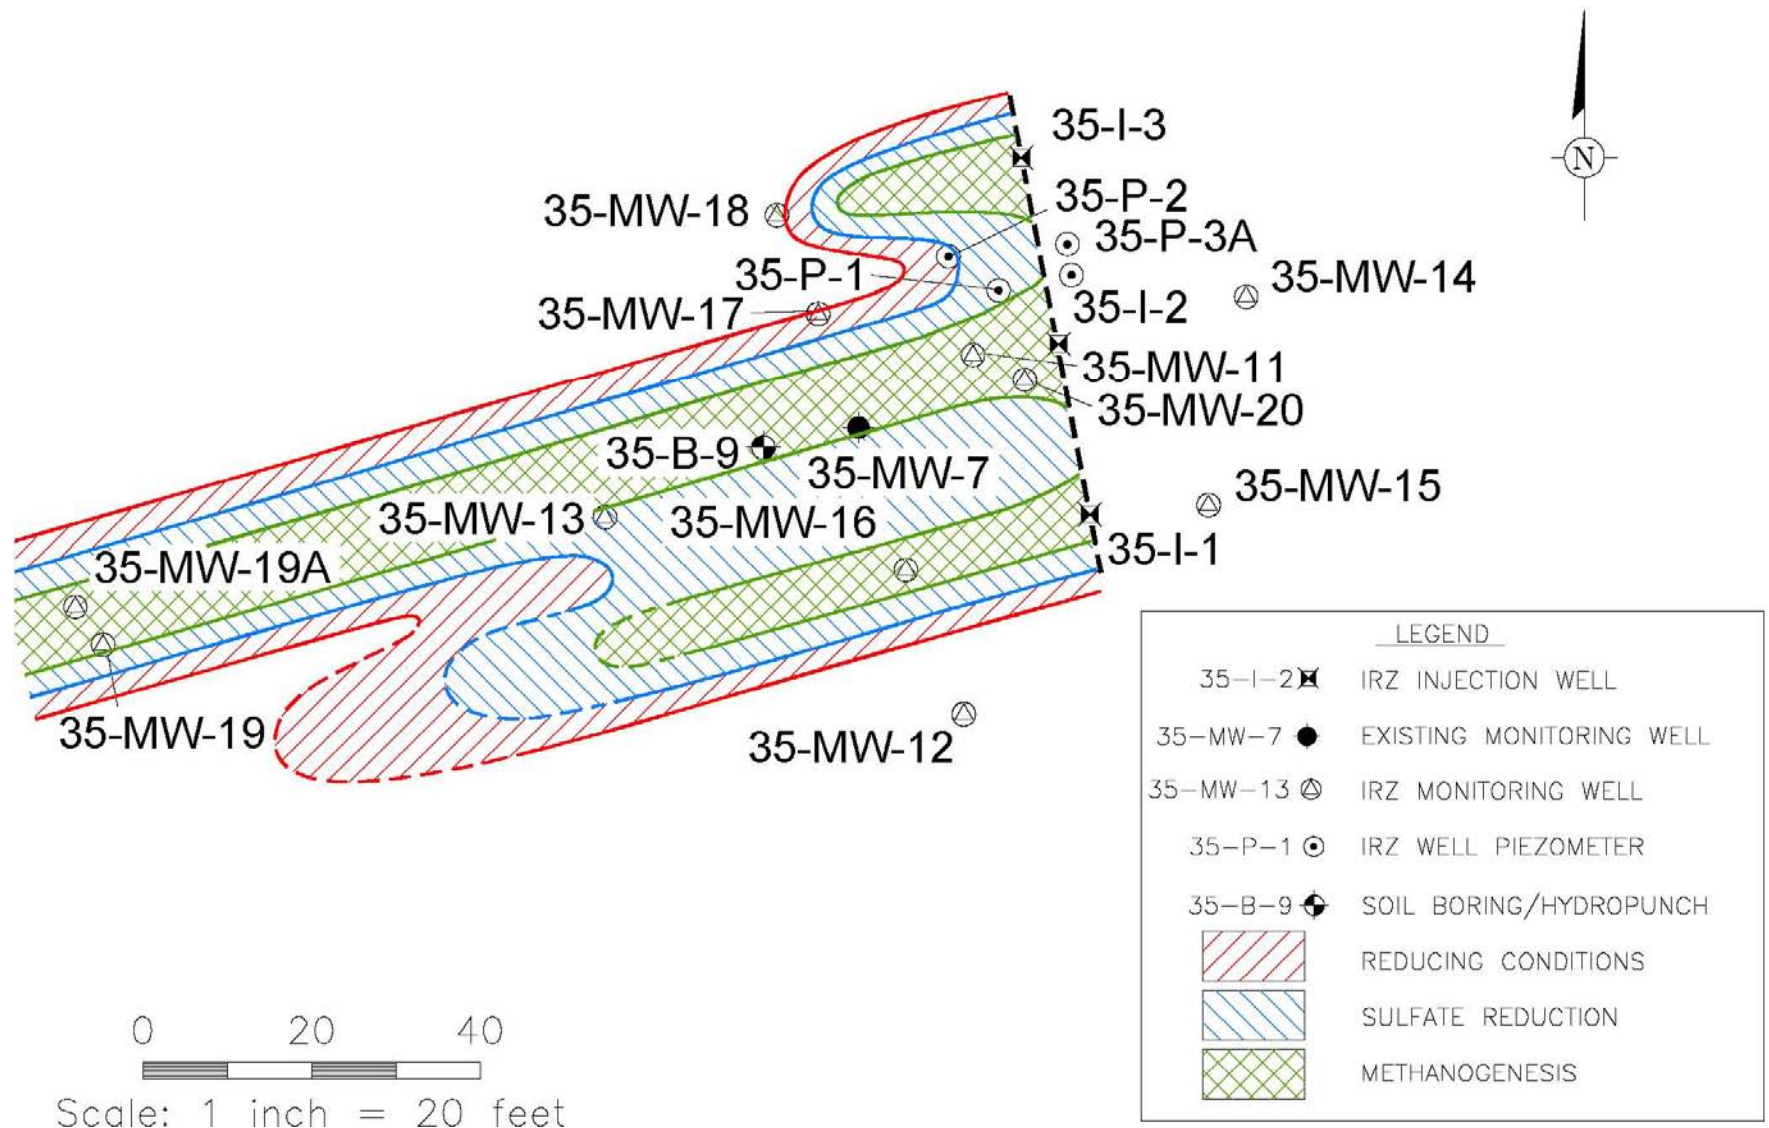 35-I-3
N
35-P-2
35-MW-18
35-P-3A
35-P-1
35-MW-14
35-MW-17
35-I-2
35-MW-11
35-MW-20
35-B-9
35-MW-7
35-MW-15
35-MW-13
35-MW-16
35-I-1
35-MW-19A
35-MW-19
35-MW-12
LEGEND
35-I-2 IRZ INJECTION WELL
35-MW-7 EXISTING MONITORING WELL
35-MW-13 IRZ MONITORING WELL
35-P-1 IRZ WELL PIEZOMETER
35-B-9 SOIL BORING/HYDROPUNCH
REDUCING CONDITIONS
SULFATE REDUCTION
METHANOGENESIS
0 20 40
Scale: 1 inch = 20 feet